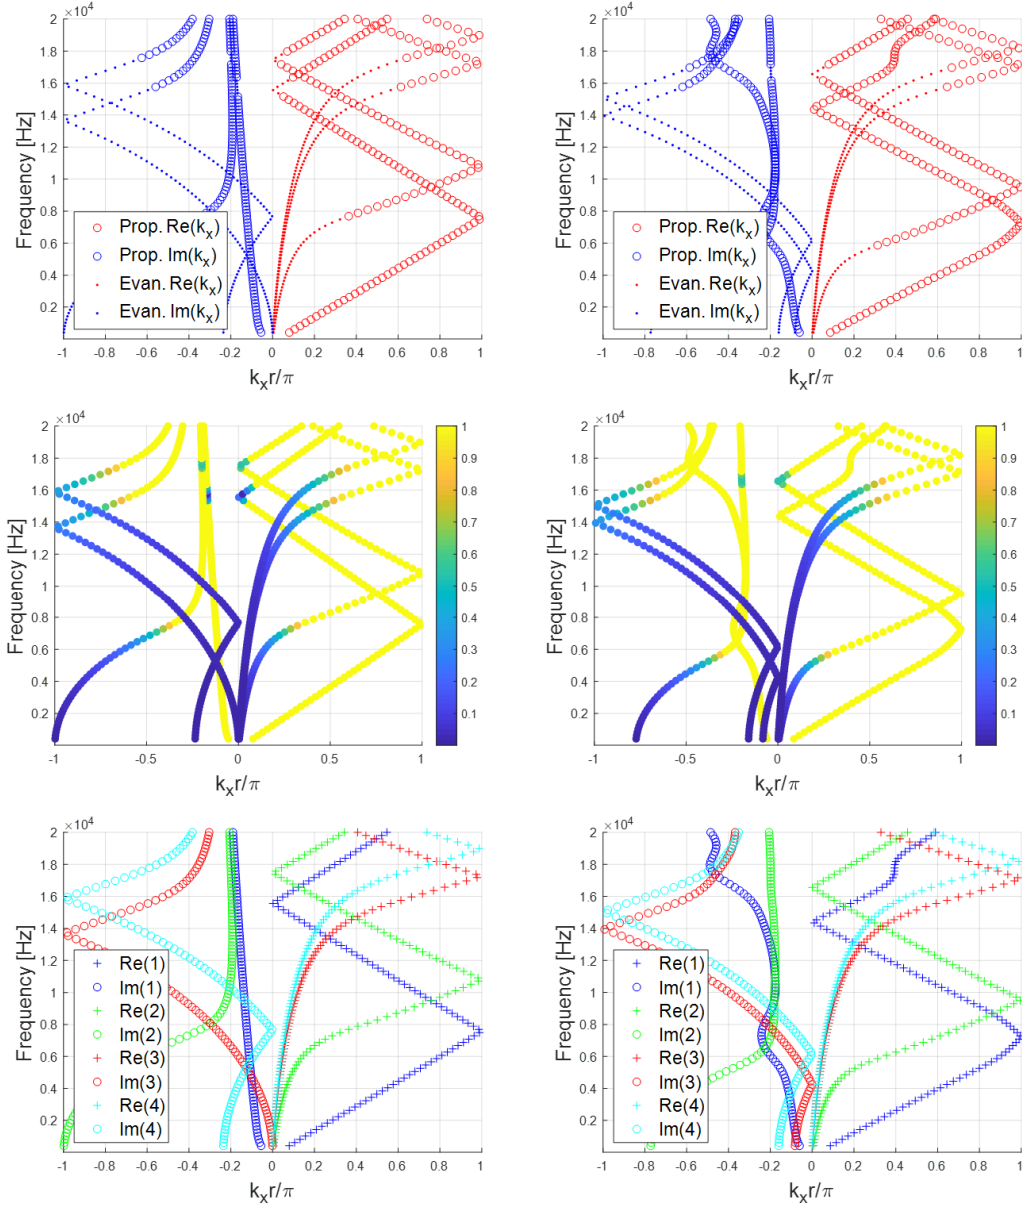 ×10⁴
2
1.8
1.6
1.4
1.2
1
0.8
0.6
0.4
0.2
Frequency [Hz]
Prop. Re(kₓ)
Prop. Im(kₓ)
Evan. Re(kₓ)
Evan. Im(kₓ)
-1 -0.8 -0.6 -0.4 -0.2 0 0.2 0.4 0.6 0.8 1
kₓr/π
×10⁴
2
1.8
1.6
1.4
1.2
1
0.8
0.6
0.4
0.2
Frequency [Hz]
Prop. Re(kₓ)
Prop. Im(kₓ)
Evan. Re(kₓ)
Evan. Im(kₓ)
-1 -0.8 -0.6 -0.4 -0.2 0 0.2 0.4 0.6 0.8 1
kₓr/π
×10⁴
2
1.8
1.6
1.4
1.2
1
0.8
0.6
0.4
0.2
Frequency [Hz]
-1 -0.5 0 0.5 1
kₓr/π
1
0.9
0.8
0.7
0.6
0.5
0.4
0.3
0.2
0.1
×10⁴
2
1.8
1.6
1.4
1.2
1
0.8
0.6
0.4
0.2
Frequency [Hz]
-1 -0.5 0 0.5 1
kₓr/π
1
0.9
0.8
0.7
0.6
0.5
0.4
0.3
0.2
0.1
×10⁴
2
1.8
1.6
1.4
1.2
1
0.8
0.6
0.4
0.2
Frequency [Hz]
Re(1)
Im(1)
Re(2)
Im(2)
Re(3)
Im(3)
Re(4)
Im(4)
-1 -0.8 -0.6 -0.4 -0.2 0 0.2 0.4 0.6 0.8 1
kₓr/π
×10⁴
2
1.8
1.6
1.4
1.2
1
0.8
0.6
0.4
0.2
Frequency [Hz]
Re(1)
Im(1)
Re(2)
Im(2)
Re(3)
Im(3)
Re(4)
Im(4)
-1 -0.8 -0.6 -0.4 -0.2 0 0.2 0.4 0.6 0.8 1
kₓr/π